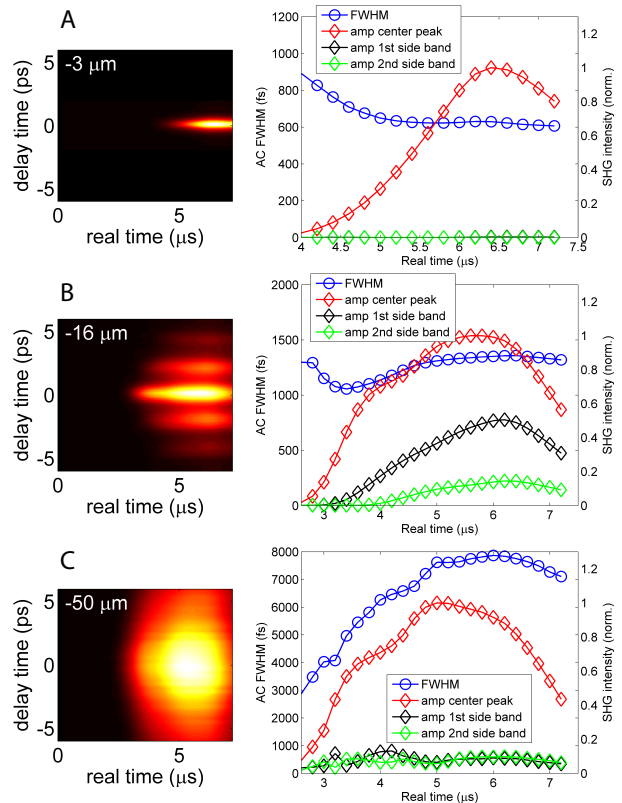 A
-3 μm
delay time (ps)
5
0
-5
0
5
real time (μs)
FWHM
amp center peak
amp 1st side band
amp 2nd side band
AC FWHM (fs)
1200
1000
800
600
400
200
0
4
4.5
5
5.5
6
6.5
7
7.5
Real time (μs)
1
0.8
0.6
0.4
0.2
0
SHG intensity (norm.)
B
-16 μm
delay time (ps)
5
0
-5
0
5
real time (μs)
FWHM
amp center peak
amp 1st side band
amp 2nd side band
AC FWHM (fs)
2000
1500
1000
500
0
3
4
5
6
7
Real time (μs)
1
0.8
0.6
0.4
0.2
0
SHG intensity (norm.)
C
-50 μm
delay time (ps)
5
0
-5
0
5
real time (μs)
FWHM
amp center peak
amp 1st side band
amp 2nd side band
AC FWHM (fs)
8000
7000
6000
5000
4000
3000
2000
1000
0
3
4
5
6
7
Real time (μs)
1
0.8
0.6
0.4
0.2
0
SHG intensity (norm.)